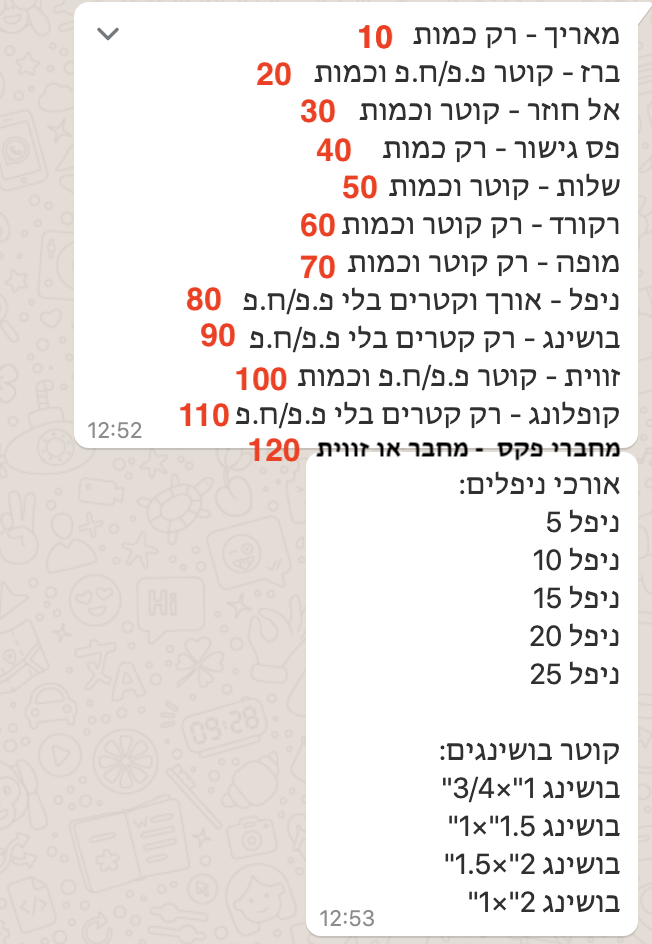 מאריך - רק כמות 10
ברז - קוטר פ.פ/ח.פ וכמות 20
אל חוזר - קוטר וכמות 30
פס גישור - רק כמות 40
שלות - קוטר וכמות 50
רקורד - רק קוטר וכמות 60
מופה - רק קוטר וכמות 70
ניפל - אורך וקטרים בלי פ.פ/ח.פ 80
בושינג - רק קטרים בלי פ.פ/ח.פ 90
זווית - קוטר פ.פ/ח.פ וכמות 100
קופלונג - רק קטרים בלי פ.פ/ח.פ 110
12:52
מחברי פקס - מחבר או זווית 120
אורכי ניפלים:
ניפל 5
ניפל 10
ניפל 15
ניפל 20
ניפל 25
קוטר בושינגים:
בושינג 1"×3/4"
בושינג 1.5"×1"
בושינג 2"×1.5"
בושינג 2"×1"
12:53
Hi
09:28